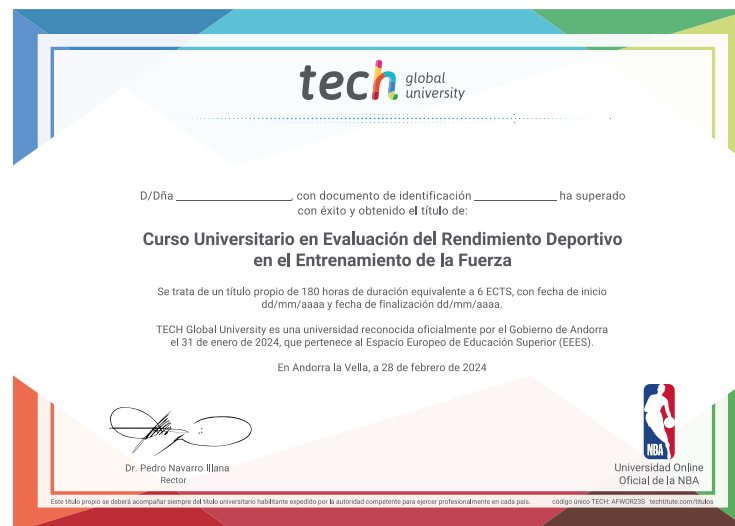 tech global
university
D/Dña ________________, con documento de identificación ____________ ha superado
con éxito y obtenido el título de:
Curso Universitario en Evaluación del Rendimiento Deportivo
en el Entrenamiento de la Fuerza
Se trata de un título propio de 180 horas de duración equivalente a 6 ECTS, con fecha de inicio
dd/mm/aaaa y fecha de finalización dd/mm/aaaa.
TECH Global University es una universidad reconocida oficialmente por el Gobierno de Andorra
el 31 de enero de 2024, que pertenece al Espacio Europeo de Educación Superior (EEES).
En Andorra la Vella, a 28 de febrero de 2024
NBA
Dr. Pedro Navarro Illana
Rector
Universidad Online
Oficial de la NBA
Este título propio se deberá acompañar siempre del título universitario habilitante expedido por la autoridad competente para ejercer profesionalmente en cada país. código único TECH: AFWOR23S techtitute.com/titulos